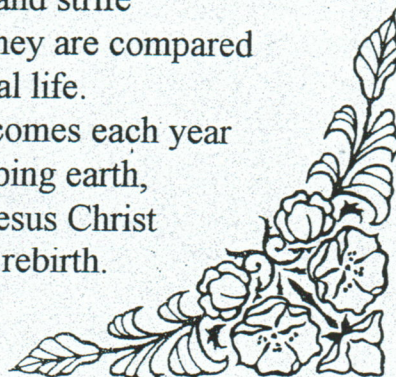 and strife
hey are compared
al life.
comes each year
ping earth,
esus Christ
rebirth.